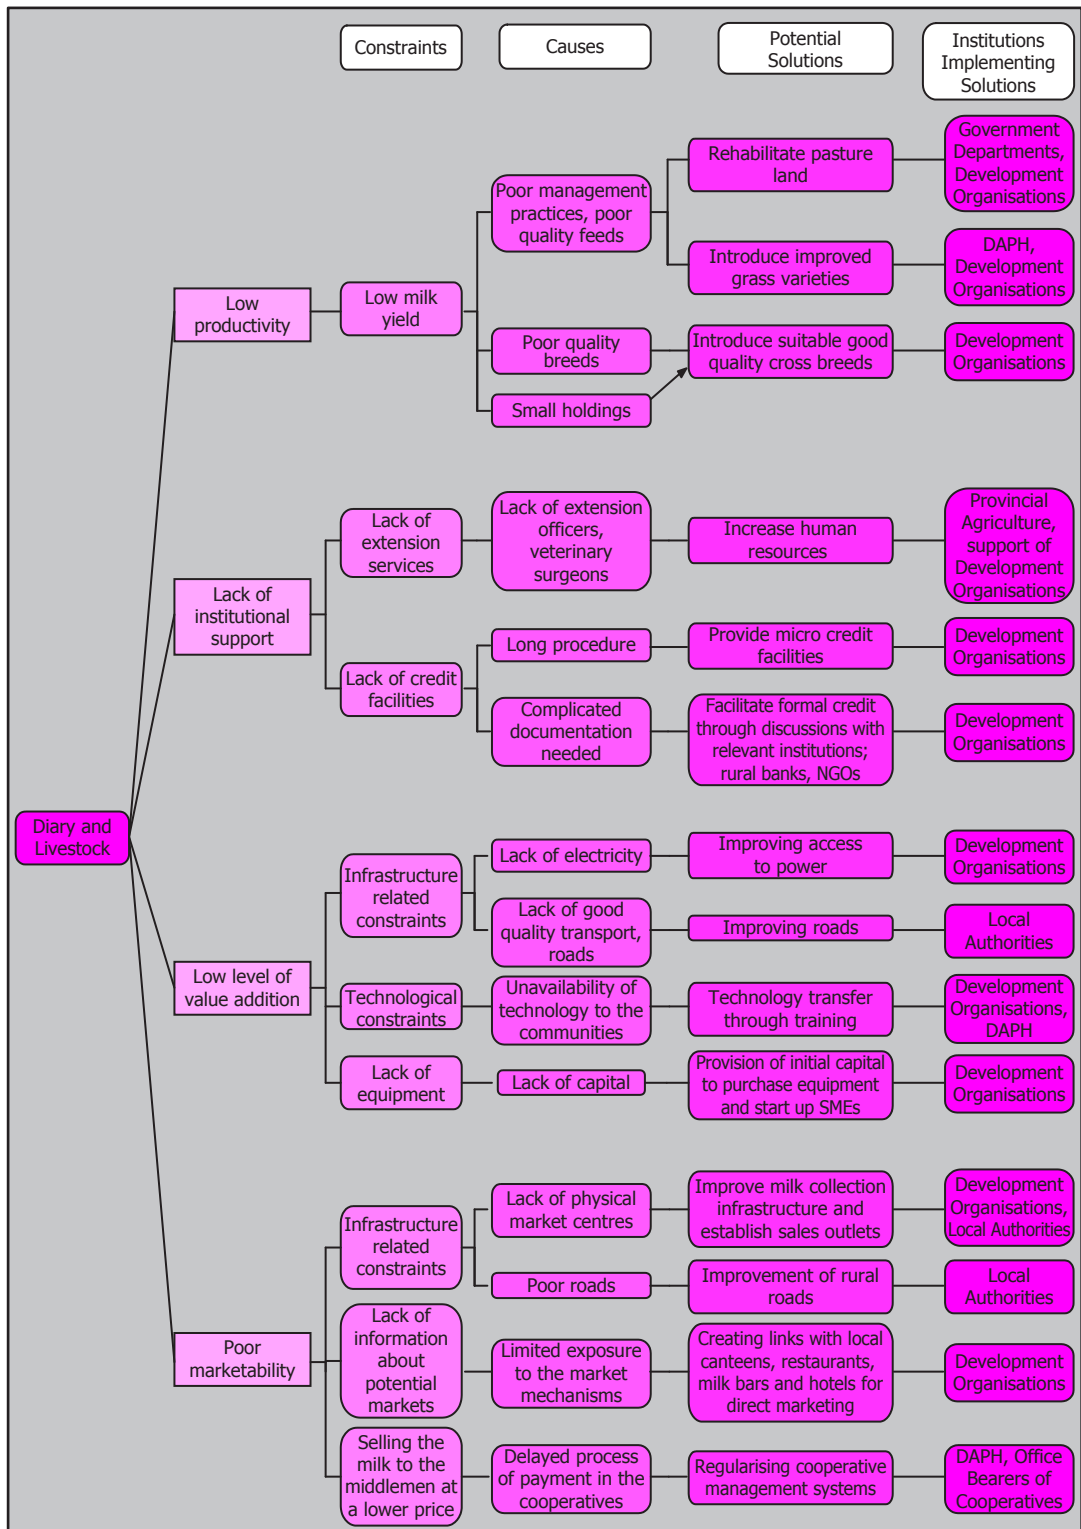 Constraints
Causes
Potential
Solutions
Institutions
Implementing
Solutions
Diary and
Livestock
Low
productivity
Low milk
yield
Poor management
practices, poor
quality feeds
Rehabilitate pasture
land
Government
Departments,
Development
Organisations
Introduce improved
grass varieties
DAPH,
Development
Organisations
Poor quality
breeds
Introduce suitable good
quality cross breeds
Development
Organisations
Small holdings
Lack of
institutional
support
Lack of
extension
services
Lack of extension
officers,
veterinary
surgeons
Increase human
resources
Provincial
Agriculture,
support of
Development
Organisations
Lack of credit
facilities
Long procedure
Provide micro credit
facilities
Development
Organisations
Complicated
documentation
needed
Facilitate formal credit
through discussions with
relevant institutions;
rural banks, NGOs
Development
Organisations
Low level of
value addition
Infrastructure
related
constraints
Lack of electricity
Improving access
to power
Development
Organisations
Lack of good
quality transport,
roads
Improving roads
Local
Authorities
Technological
constraints
Unavailability of
technology to the
communities
Technology transfer
through training
Development
Organisations,
DAPH
Lack of
equipment
Lack of capital
Provision of initial capital
to purchase equipment
and start up SMEs
Development
Organisations
Poor
marketability
Infrastructure
related
constraints
Lack of physical
market centres
Improve milk collection
infrastructure and
establish sales outlets
Development
Organisations,
Local Authorities
Poor roads
Improvement of rural
roads
Local
Authorities
Lack of
information
about
potential
markets
Limited exposure
to the market
mechanisms
Creating links with local
canteens, restaurants,
milk bars and hotels for
direct marketing
Development
Organisations
Selling the
milk to the
middlemen at
a lower price
Delayed process
of payment in the
cooperatives
Regularising cooperative
management systems
DAPH, Office
Bearers of
Cooperatives